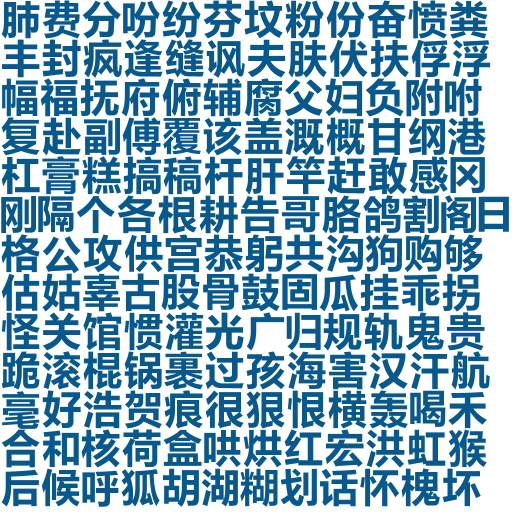 肺费分吩纷芬坟粉份奋愤粪
丰封疯逢缝讽夫肤伏扶俘浮
幅福抚府俯辅腐父妇负附咐
复赴副傅覆该盖溉概甘纲港
杠膏糕搞稿杆肝竿赶敢感冈
刚隔个各根耕告哥胳鸽割阁曰
格公攻供宫恭躬共沟狗购够
估姑辜古股骨鼓固瓜挂乖拐
怪关馆惯灌光广归规轨鬼贵
跪滚棍锅裹过孩海害汉汗航
毫好浩贺痕很狠恨横轰喝禾
合和核荷盒哄烘红宏洪虹猴
后候呼狐胡湖糊划话怀槐坏